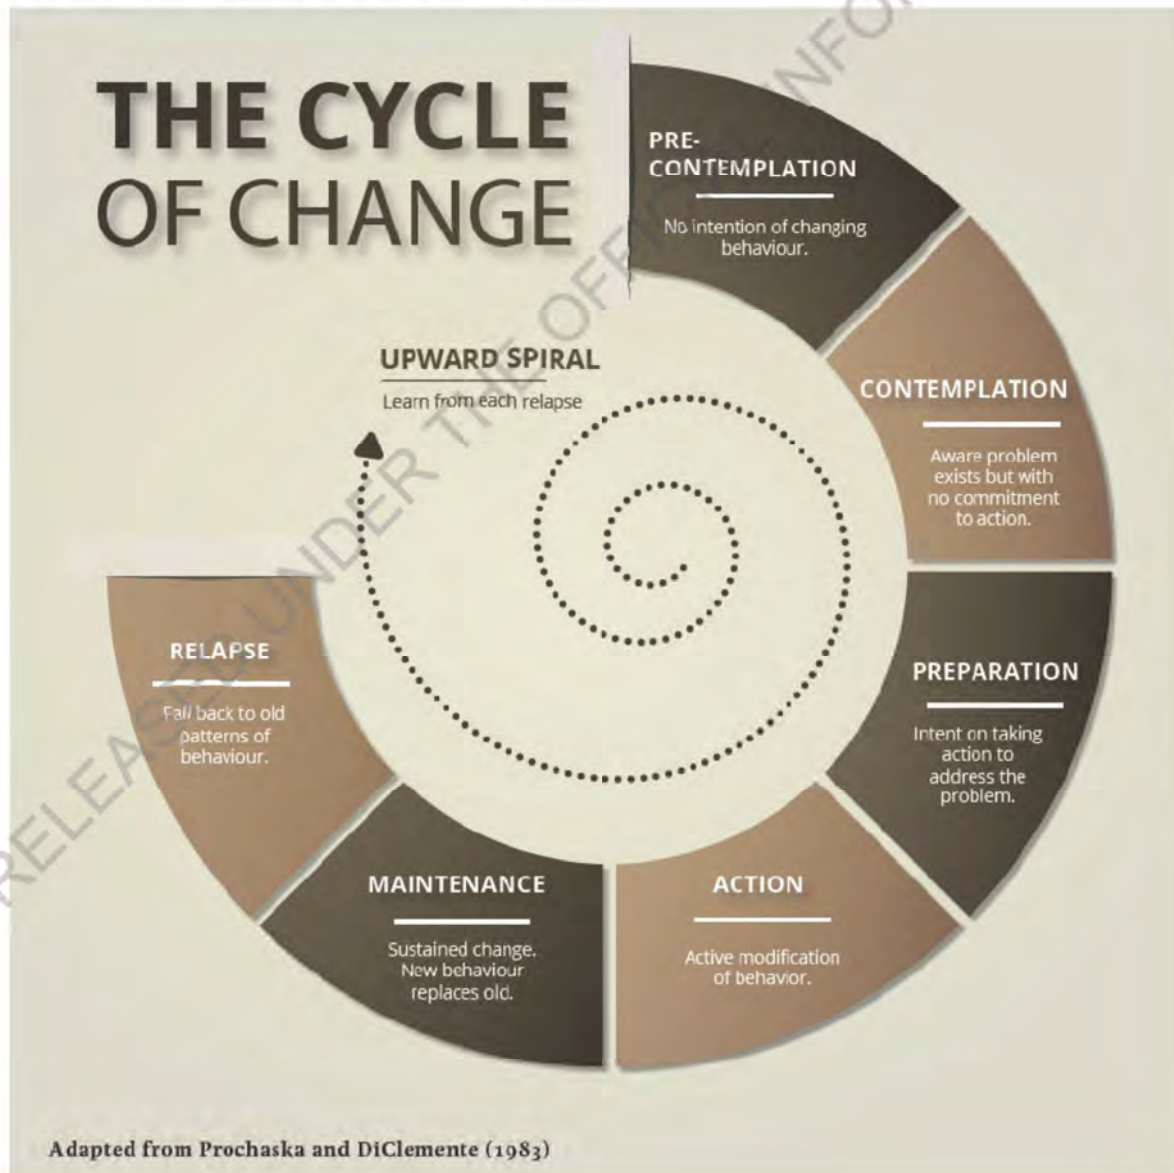 THE CYCLE
OF CHANGE
PRE-
CONTEMPLATION
No intention of changing
behaviour.
CONTEMPLATION
Aware problem
exists but with
no commitment
to action.
PREPARATION
Intent on taking
action to
address the
problem.
ACTION
Active modification
of behavior.
MAINTENANCE
Sustained change.
New behaviour
replaces old.
RELAPSE
Fall back to old
patterns of
behaviour.
UPWARD SPIRAL
Learn from each relapse
Adapted from Prochaska and DiClemente (1983)
RELEASED UNDER THE